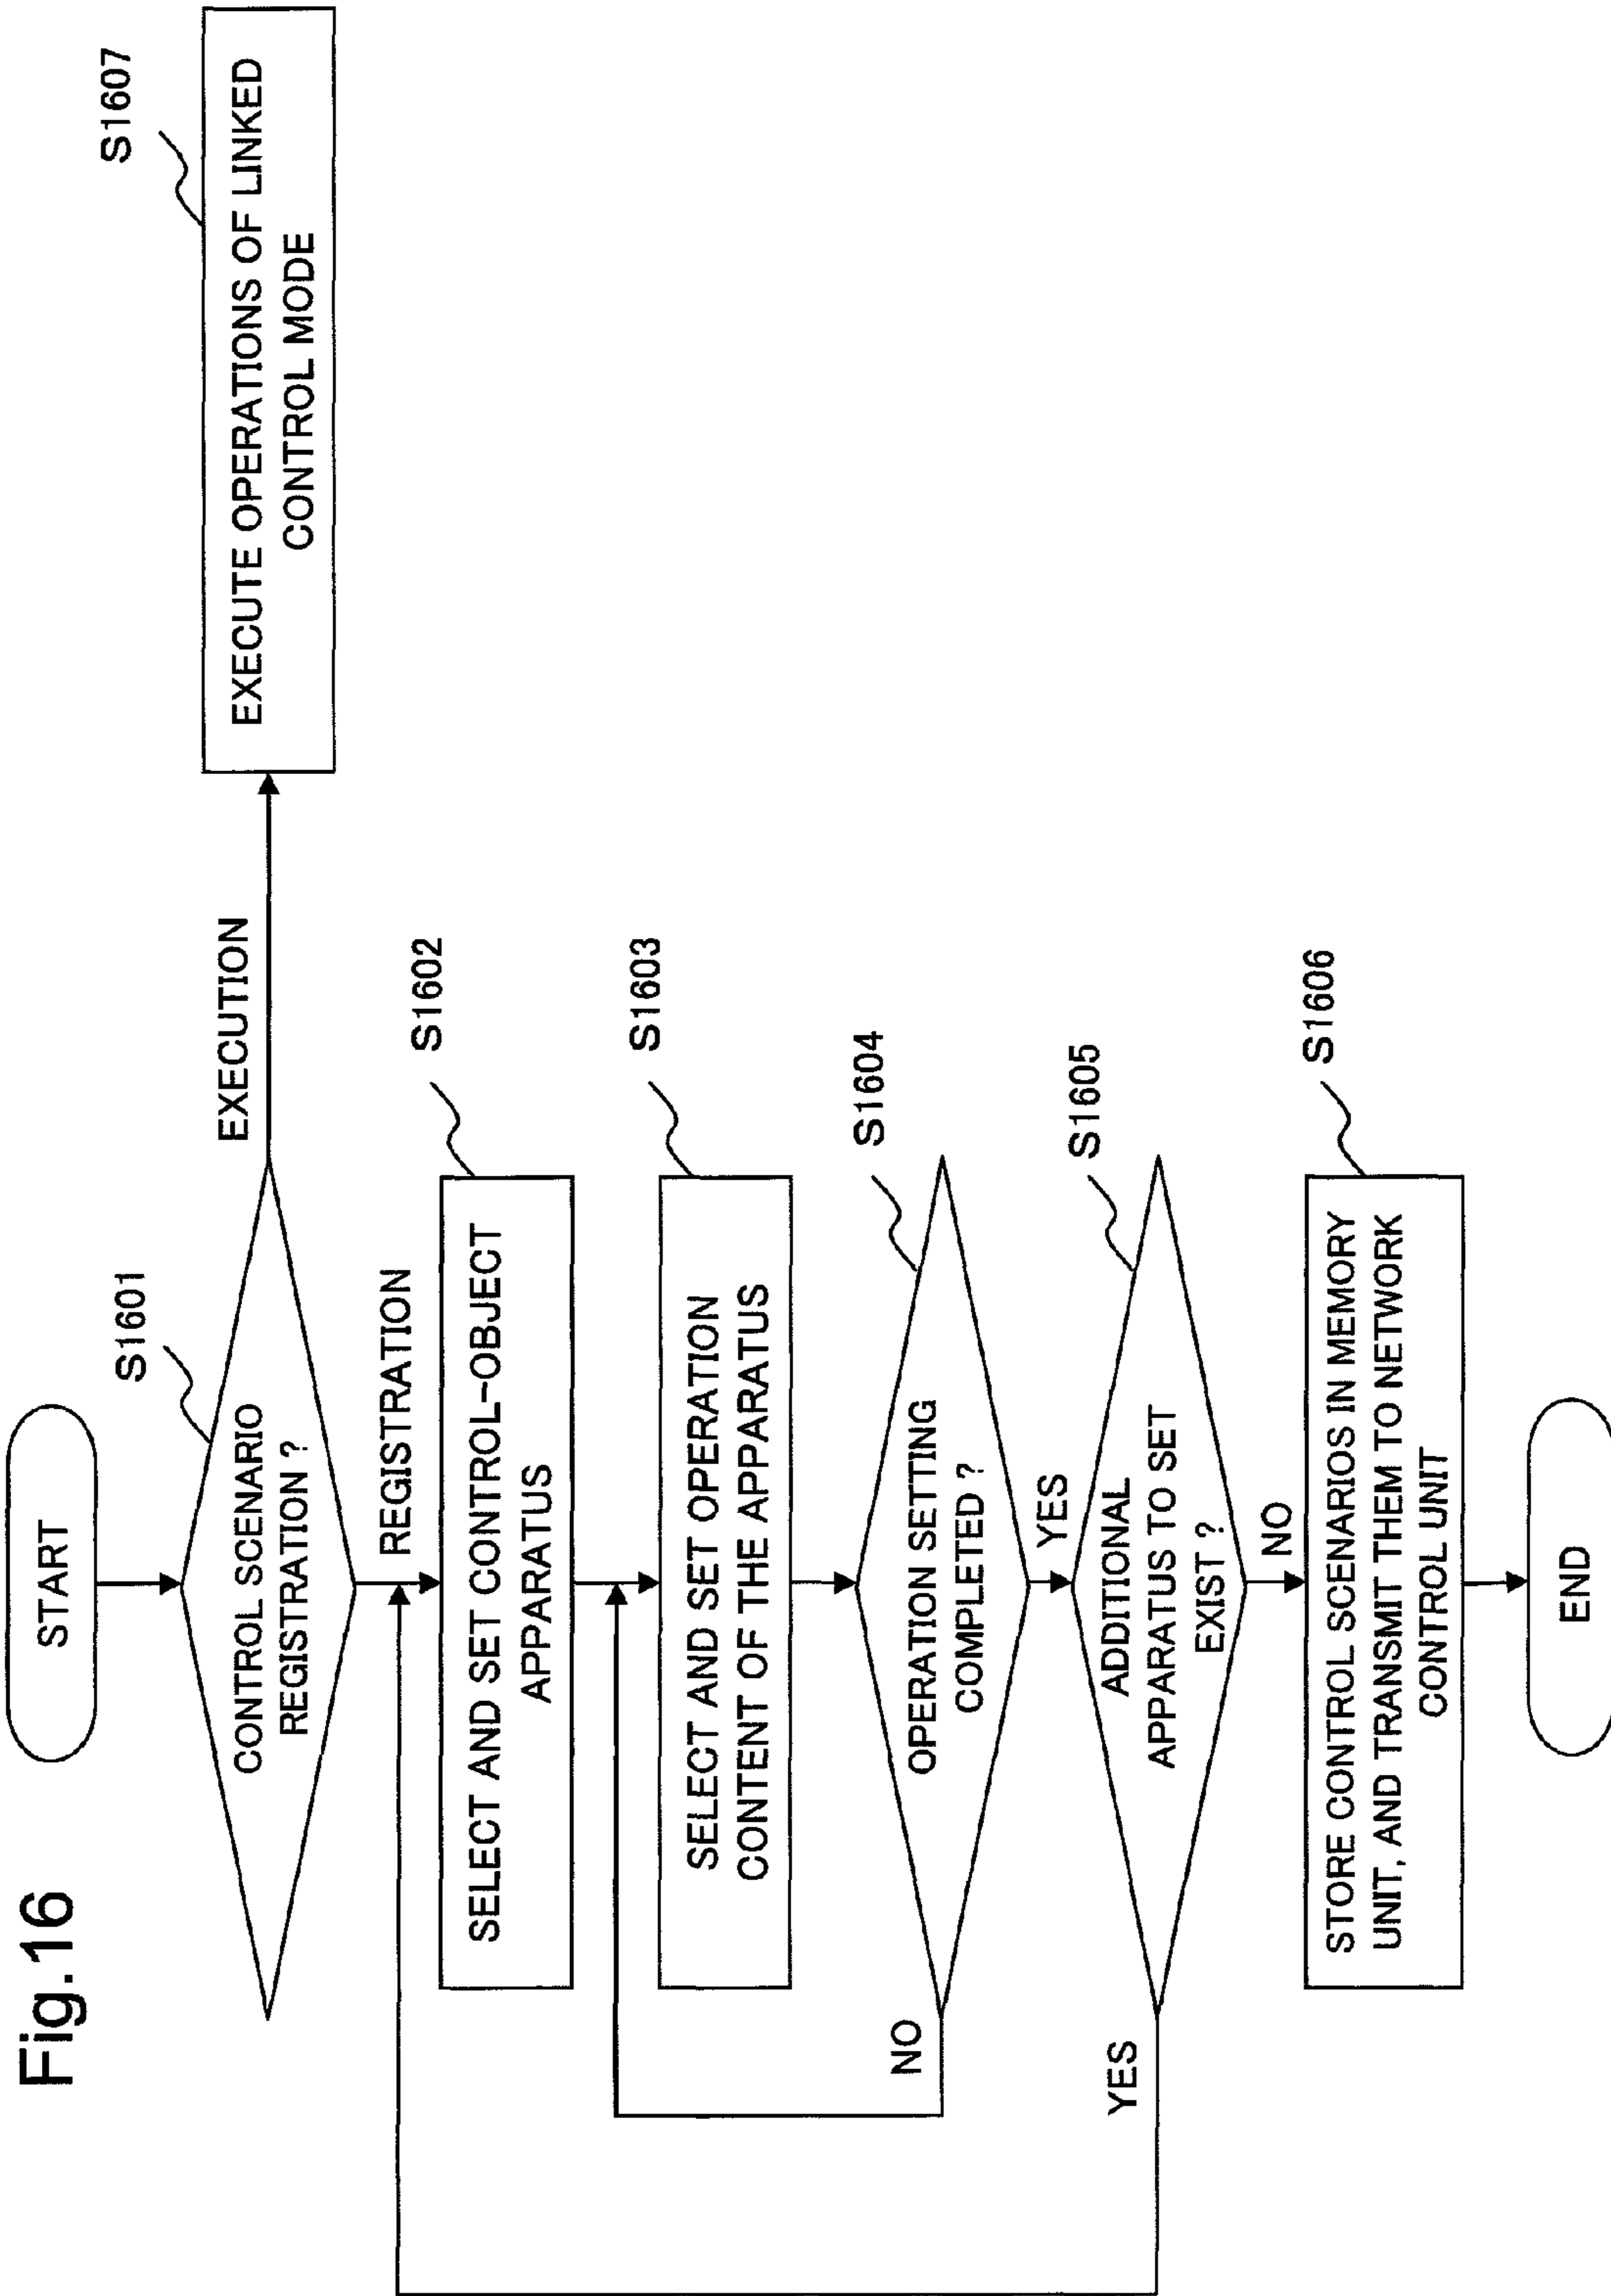 Fig.16
START
S1601
CONTROL SCENARIO
REGISTRATION ?
EXECUTION
S1607
EXECUTE OPERATIONS OF LINKED
CONTROL MODE
REGISTRATION
S1602
SELECT AND SET CONTROL-OBJECT
APPARATUS
S1603
SELECT AND SET OPERATION
CONTENT OF THE APPARATUS
S1604
OPERATION SETTING
COMPLETED ?
NO
YES
S1605
ADDITIONAL
APPARATUS TO SET
EXIST ?
YES
NO
S1606
STORE CONTROL SCENARIOS IN MEMORY
UNIT, AND TRANSMIT THEM TO NETWORK
CONTROL UNIT
END